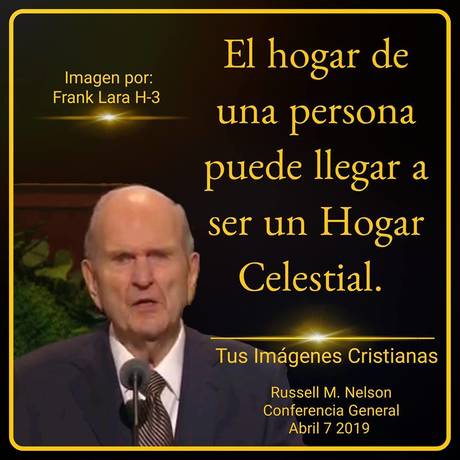 Imagen por:
Frank Lara H-3
El hogar de
una persona
puede llegar a
ser un Hogar
Celestial.
Tus Imágenes Cristianas
Russell M. Nelson
Conferencia General
Abril 7 2019